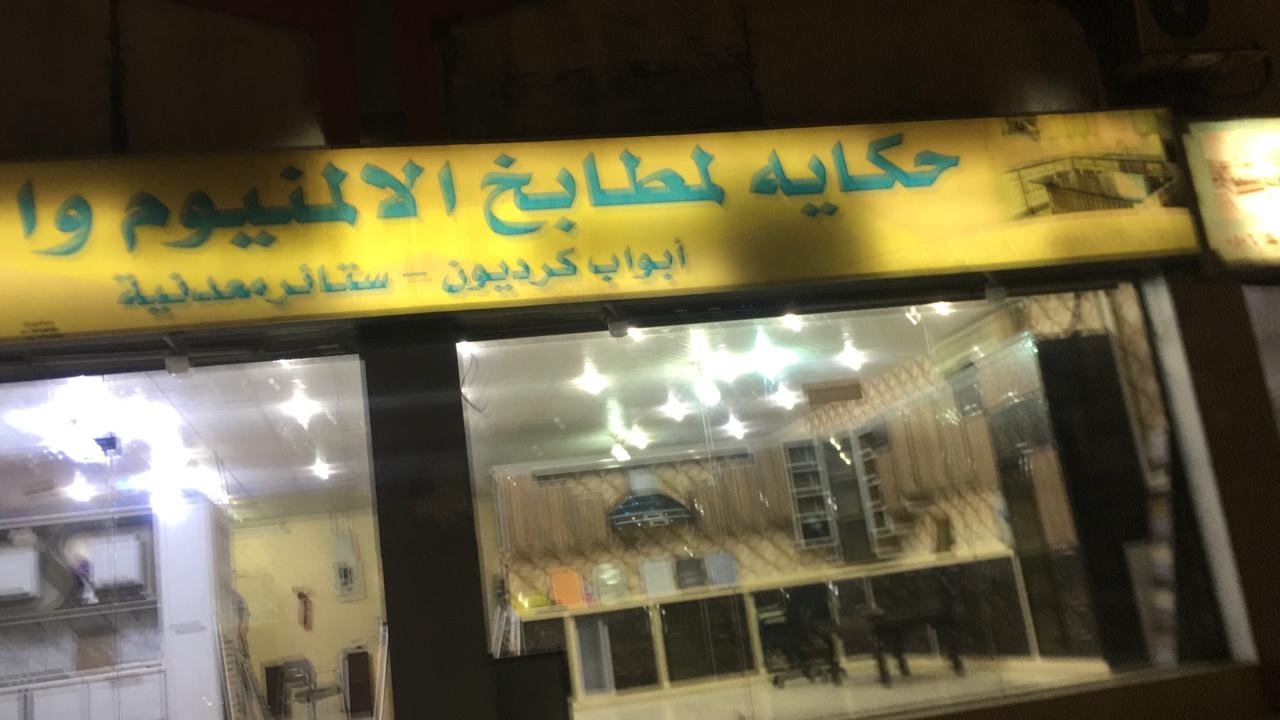 حكايه لمطابخ الالمنيوم وا
أبواب كرديون - ستائر معدنية